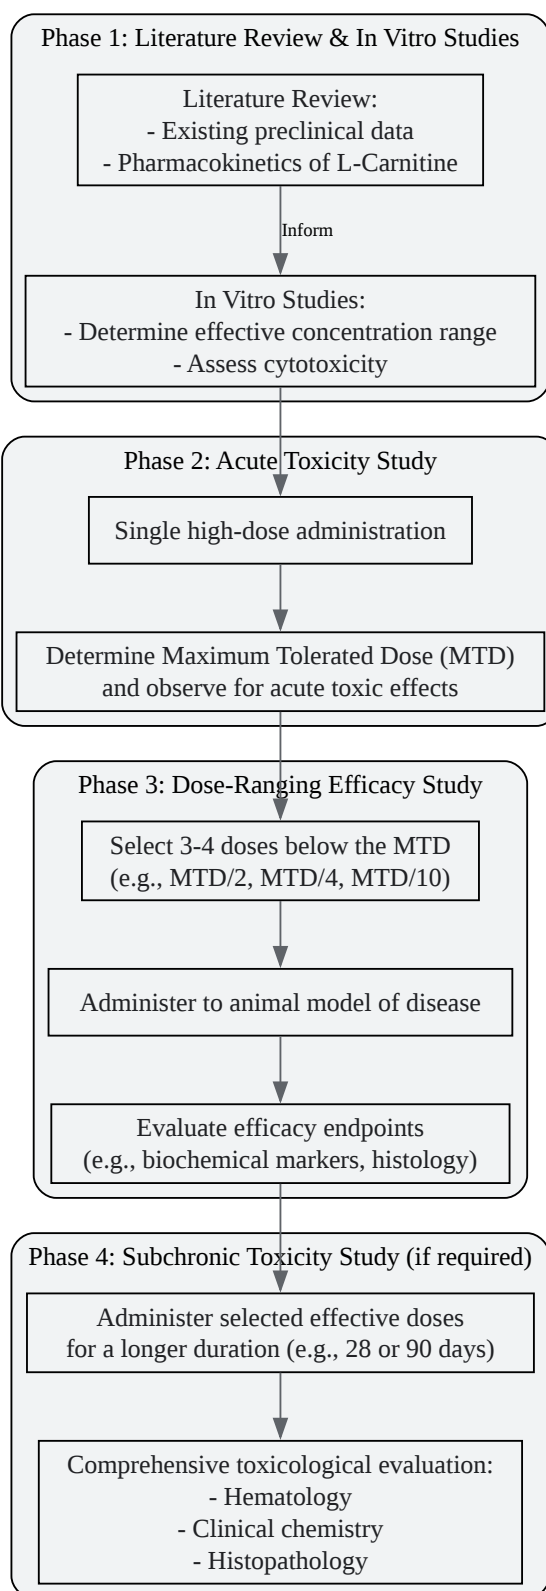 Phase 1: Literature Review & In Vitro Studies
Literature Review:
- Existing preclinical data
- Pharmacokinetics of L-Carnitine
Inform
In Vitro Studies:
- Determine effective concentration range
- Assess cytotoxicity
Phase 2: Acute Toxicity Study
Single high-dose administration
Determine Maximum Tolerated Dose (MTD)
and observe for acute toxic effects
Phase 3: Dose-Ranging Efficacy Study
Select 3-4 doses below the MTD
(e.g., MTD/2, MTD/4, MTD/10)
Administer to animal model of disease
Evaluate efficacy endpoints
(e.g., biochemical markers, histology)
Phase 4: Subchronic Toxicity Study (if required)
Administer selected effective doses
for a longer duration (e.g., 28 or 90 days)
Comprehensive toxicological evaluation:
- Hematology
- Clinical chemistry
- Histopathology